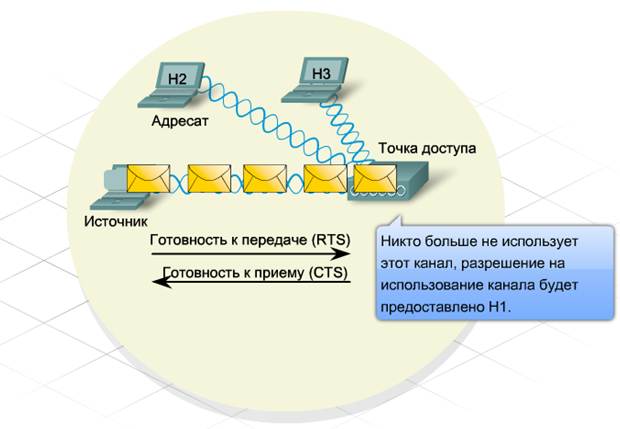 H2
H3
Адресат
Точка доступа
Источник
Готовность к передаче (RTS)
Готовность к приему (CTS)
Никто больше не использует
этот канал, разрешение на
использование канала будет
предоставлено H1.